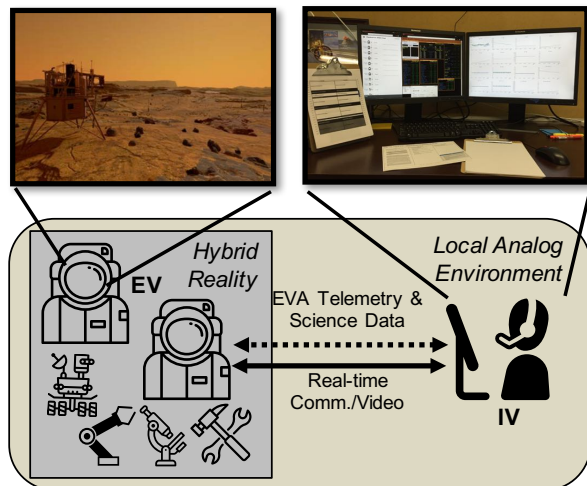 Hybrid
Reality
EV
Local Analog
Environment
EVA Telemetry &
Science Data
Real-time
Comm./Video
IV